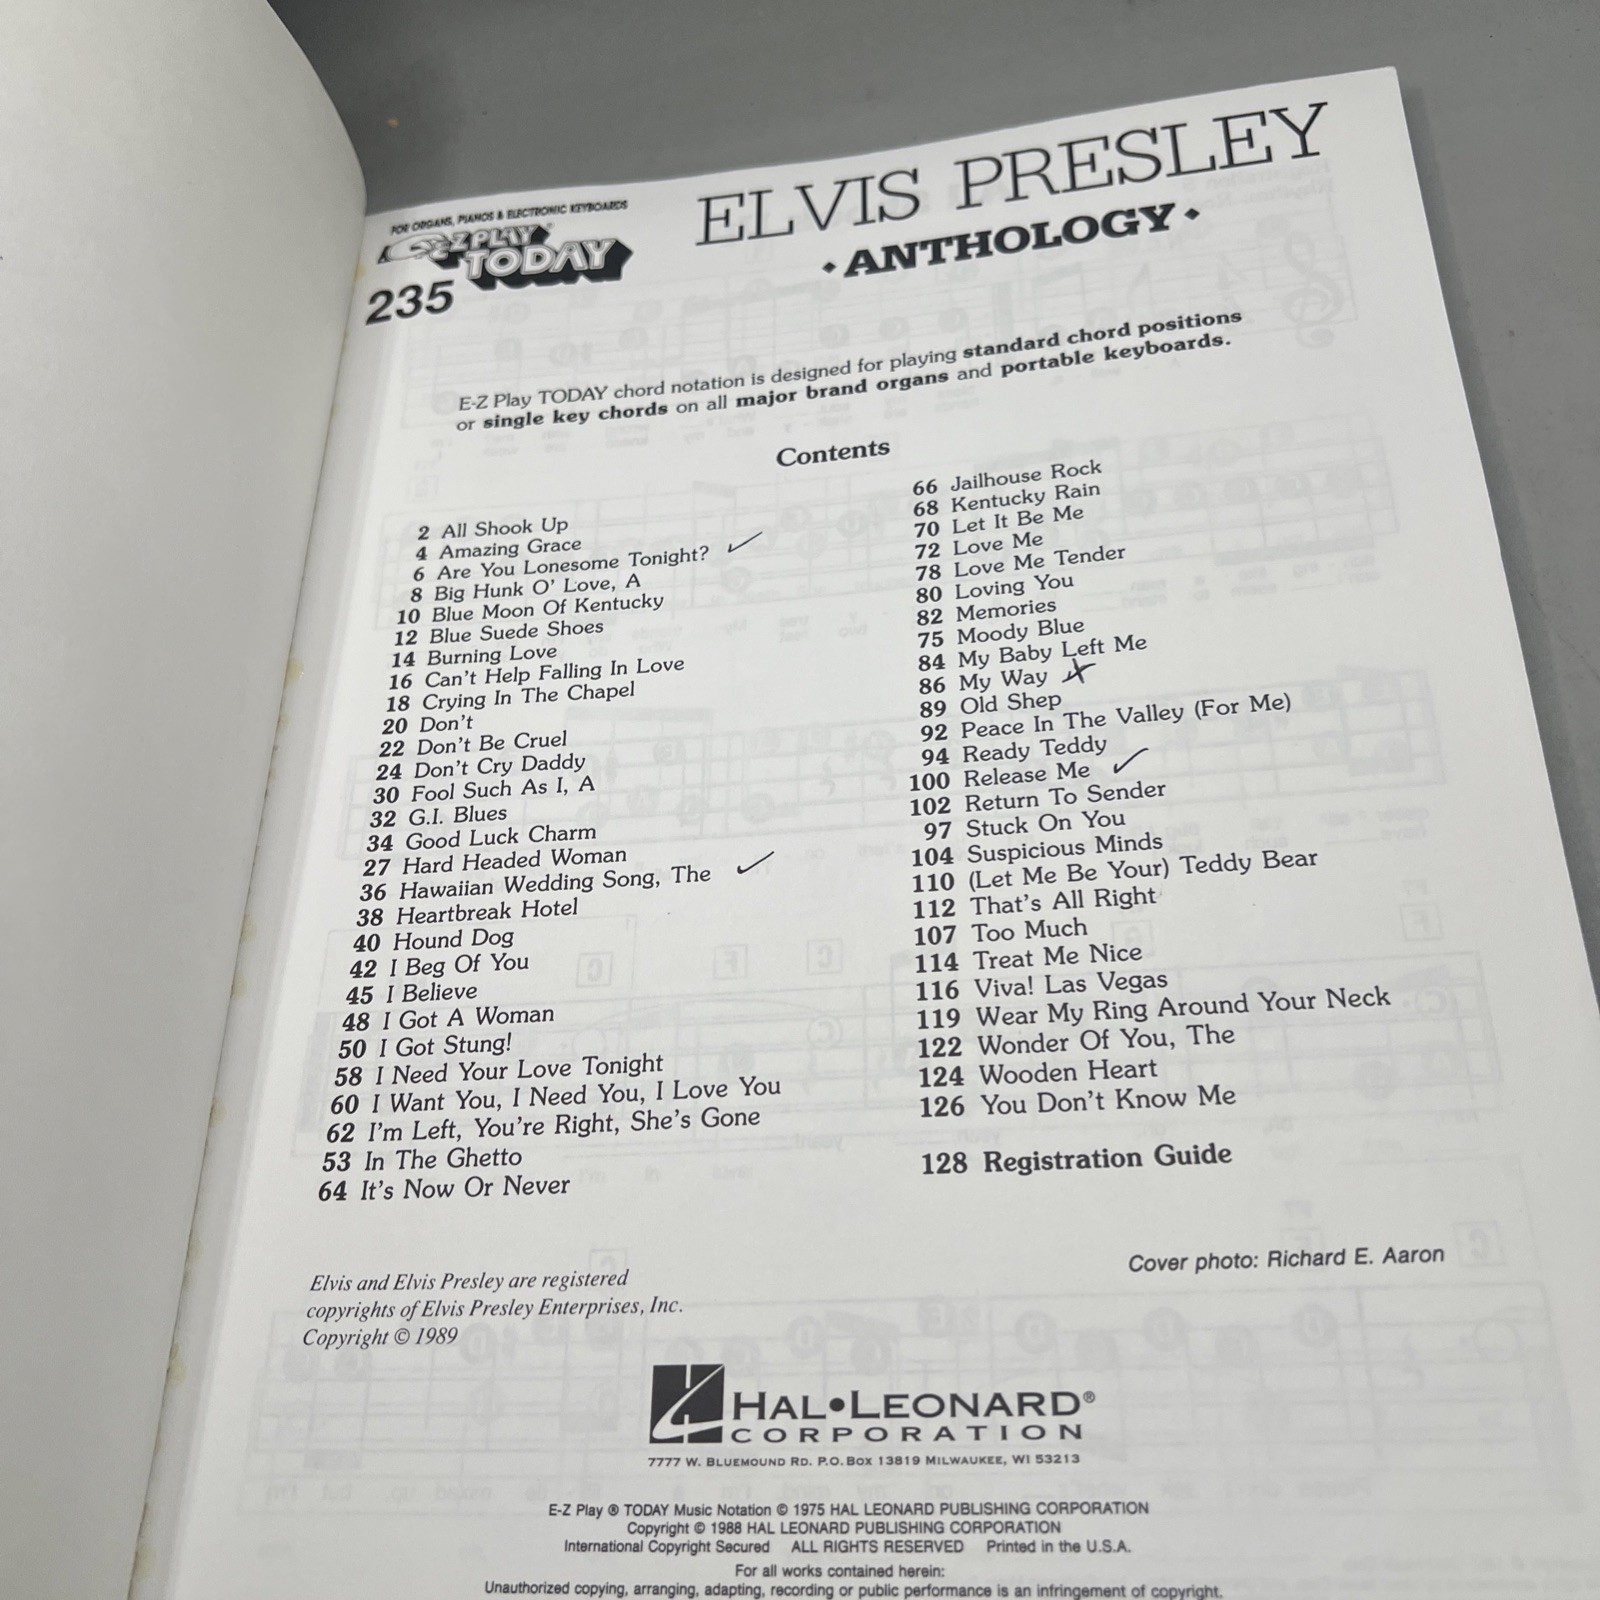 FOR ORGANS, PIANOS & ELECTRONIC KEYBOARDS
E-Z PLAY®
TODAY
235
ELVIS PRESLEY
• ANTHOLOGY •
E-Z Play TODAY chord notation is designed for playing standard chord positions
or single key chords on all major brand organs and portable keyboards.
Contents
2 All Shook Up
4 Amazing Grace
6 Are You Lonesome Tonight? ✓
8 Big Hunk O' Love, A
10 Blue Moon Of Kentucky
12 Blue Suede Shoes
14 Burning Love
16 Can't Help Falling In Love
18 Crying In The Chapel
20 Don't
22 Don't Be Cruel
24 Don't Cry Daddy
30 Fool Such As I, A
32 G.I. Blues
34 Good Luck Charm
27 Hard Headed Woman
36 Hawaiian Wedding Song, The ✓
38 Heartbreak Hotel
40 Hound Dog
42 I Beg Of You
45 I Believe
48 I Got A Woman
50 I Got Stung!
58 I Need Your Love Tonight
60 I Want You, I Need You, I Love You
62 I'm Left, You're Right, She's Gone
53 In The Ghetto
64 It's Now Or Never
66 Jailhouse Rock
68 Kentucky Rain
70 Let It Be Me
72 Love Me
78 Love Me Tender
80 Loving You
82 Memories
75 Moody Blue
84 My Baby Left Me
86 My Way
89 Old Shep
92 Peace In The Valley (For Me)
94 Ready Teddy
100 Release Me ✓
102 Return To Sender
97 Stuck On You
104 Suspicious Minds
110 (Let Me Be Your) Teddy Bear
112 That's All Right
107 Too Much
114 Treat Me Nice
116 Viva! Las Vegas
119 Wear My Ring Around Your Neck
122 Wonder Of You, The
124 Wooden Heart
126 You Don't Know Me
128 Registration Guide
Cover photo: Richard E. Aaron
Elvis and Elvis Presley are registered
copyrights of Elvis Presley Enterprises, Inc.
Copyright © 1989
HAL•LEONARD®
CORPORATION
7777 W. BLUEMOUND RD. P.O. BOX 13819 MILWAUKEE, WI 53213
E-Z Play ® TODAY Music Notation © 1975 HAL LEONARD PUBLISHING CORPORATION
Copyright © 1988 HAL LEONARD PUBLISHING CORPORATION
International Copyright Secured ALL RIGHTS RESERVED Printed in the U.S.A.
For all works contained herein:
Unauthorized copying, arranging, adapting, recording or public performance is an infringement of copyright.